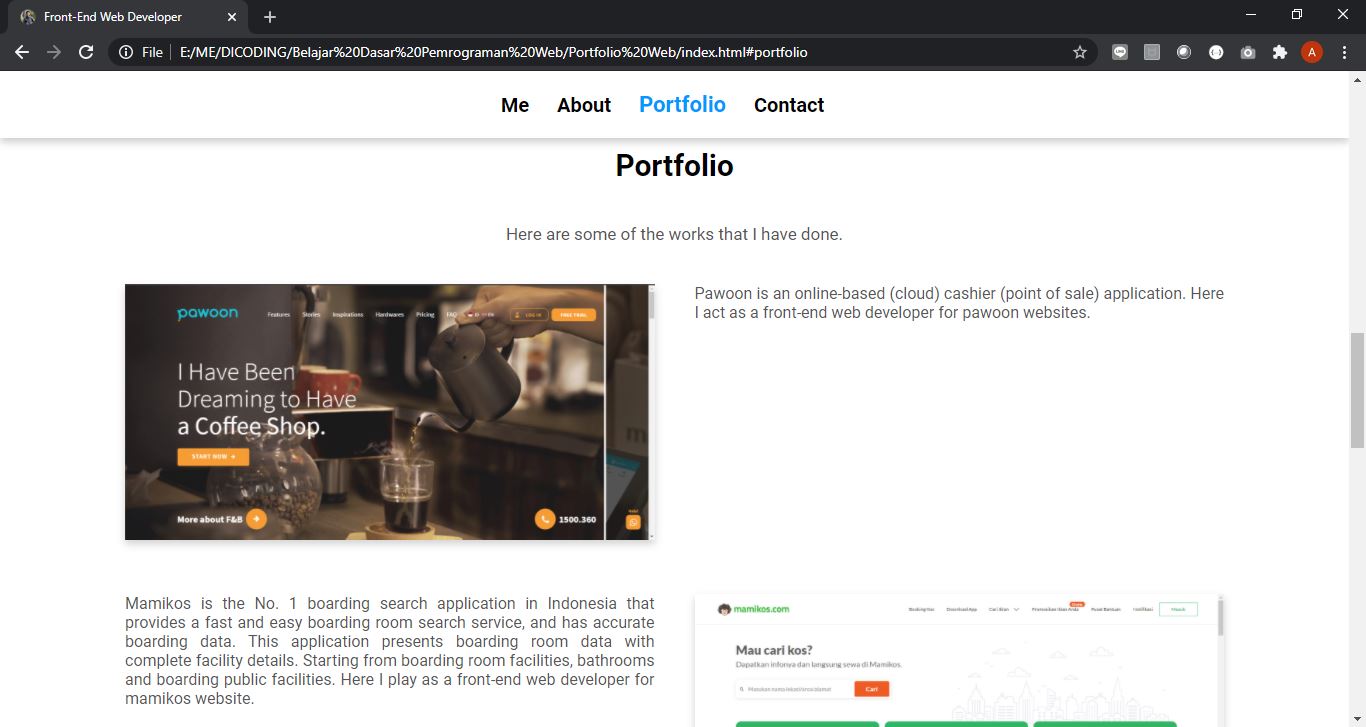 Front-End Web Developer
File
E:/ME/DICODING/Belajar%20Dasar%20Pemrograman%20Web/Portfolio%20Web/index.html#portfolio
A
Me About Portfolio Contact
Portfolio
Here are some of the works that I have done.
pawoon Features Stories Inspirations Hardwares Pricing FAQ ID EN LOG IN FREE TRIAL
I Have Been
Dreaming to Have
a Coffee Shop.
START NOW
More about F&B
1500.360
Pawoon is an online-based (cloud) cashier (point of sale) application. Here
I act as a front-end web developer for pawoon websites.
Mamikos is the No. 1 boarding search application in Indonesia that
provides a fast and easy boarding room search service, and has accurate
boarding data. This application presents boarding room data with
complete facility details. Starting from boarding room facilities, bathrooms
and boarding public facilities. Here I play as a front-end web developer for
mamikos website.
mamikos.com Booking Kos Download App Cari Iklan Promosikan Iklan Anda Pusat Bantuan Notifikasi Masuk
Mau cari kos?
Dapatkan infonya dan langsung sewa di Mamikos.
Masukan nama lokasi/area/alamat
Cari